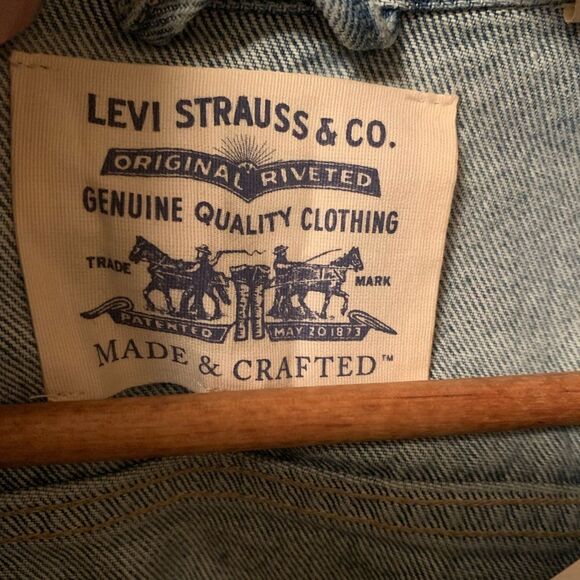 LEVI STRAUSS & CO.
ORIGINAL RIVETED
GENUINE QUALITY CLOTHING
TRADE MARK
PATENTED MAY 20 1873
MADE & CRAFTED™